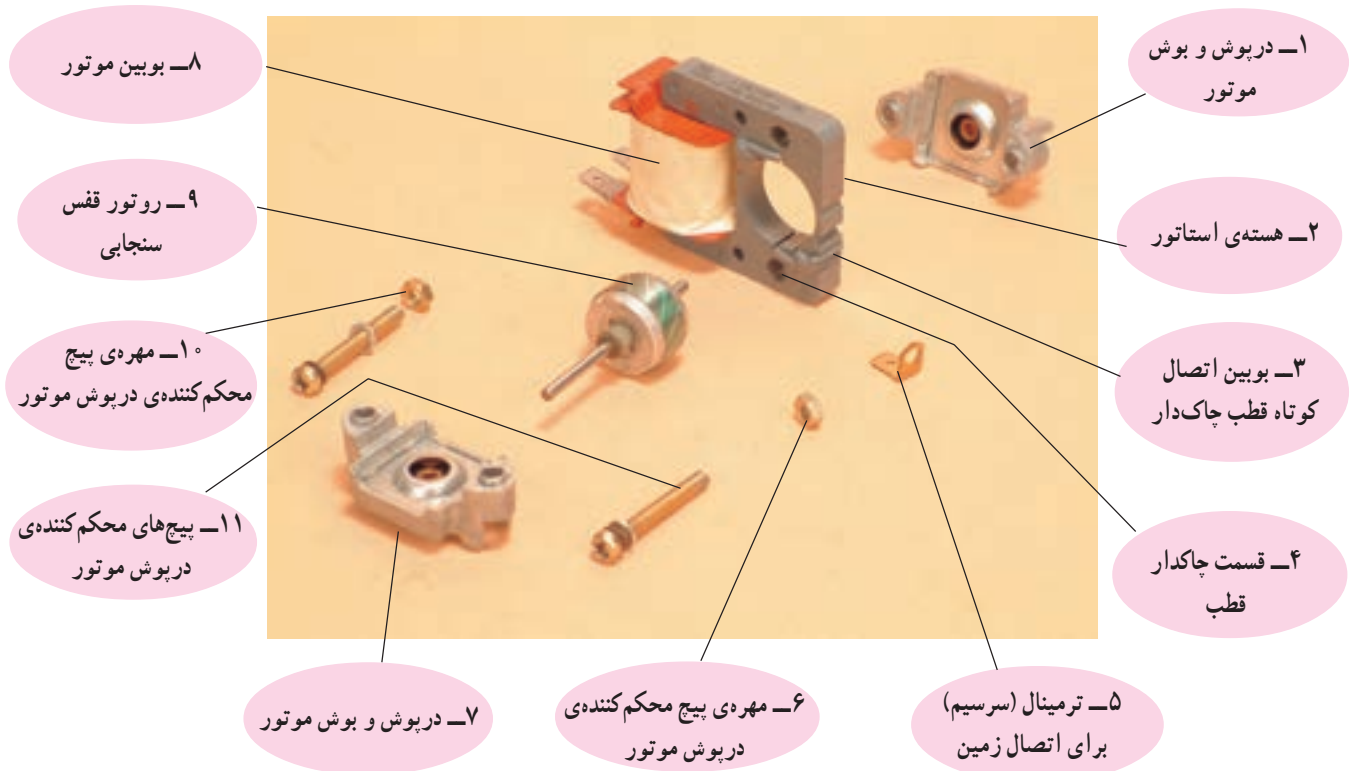 ۱ــ درپوش و بوش
موتور
۲ــ هسته‌ی استاتور
۳ــ بوبین اتصال
کوتاه قطب چاک‌دار
۴ــ قسمت چاکدار
قطب
۵ــ ترمینال (سرسیم)
برای اتصال زمین
۶ــ مهره‌ی پیچ محکم‌کننده‌ی
درپوش موتور
۷ــ درپوش و بوش موتور
۸ــ بوبین موتور
۹ــ روتور قفس
سنجابی
۱۰ــ مهره‌ی پیچ
محکم‌کننده‌ی درپوش موتور
۱۱ــ پیچ‌های محکم‌کننده‌ی
درپوش موتور